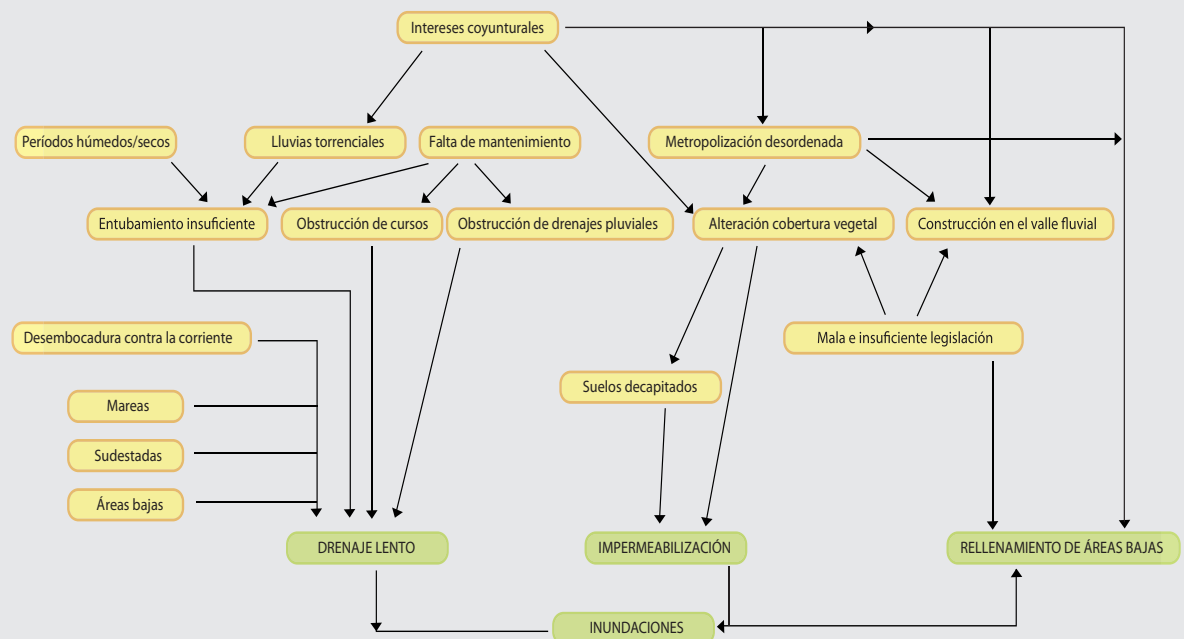 Intereses coyunturales
Períodos húmedos/secos
Lluvias torrenciales
Falta de mantenimiento
Metropolización desordenada
Entubamiento insuficiente
Obstrucción de cursos
Obstrucción de drenajes pluviales
Alteración cobertura vegetal
Construcción en el valle fluvial
Desembocadura contra la corriente
Mala e insuficiente legislación
Suelos decapitados
Mareas
Sudestadas
Áreas bajas
DRENAJE LENTO
IMPERMEABILIZACIÓN
RELLENAMIENTO DE ÁREAS BAJAS
INUNDACIONES